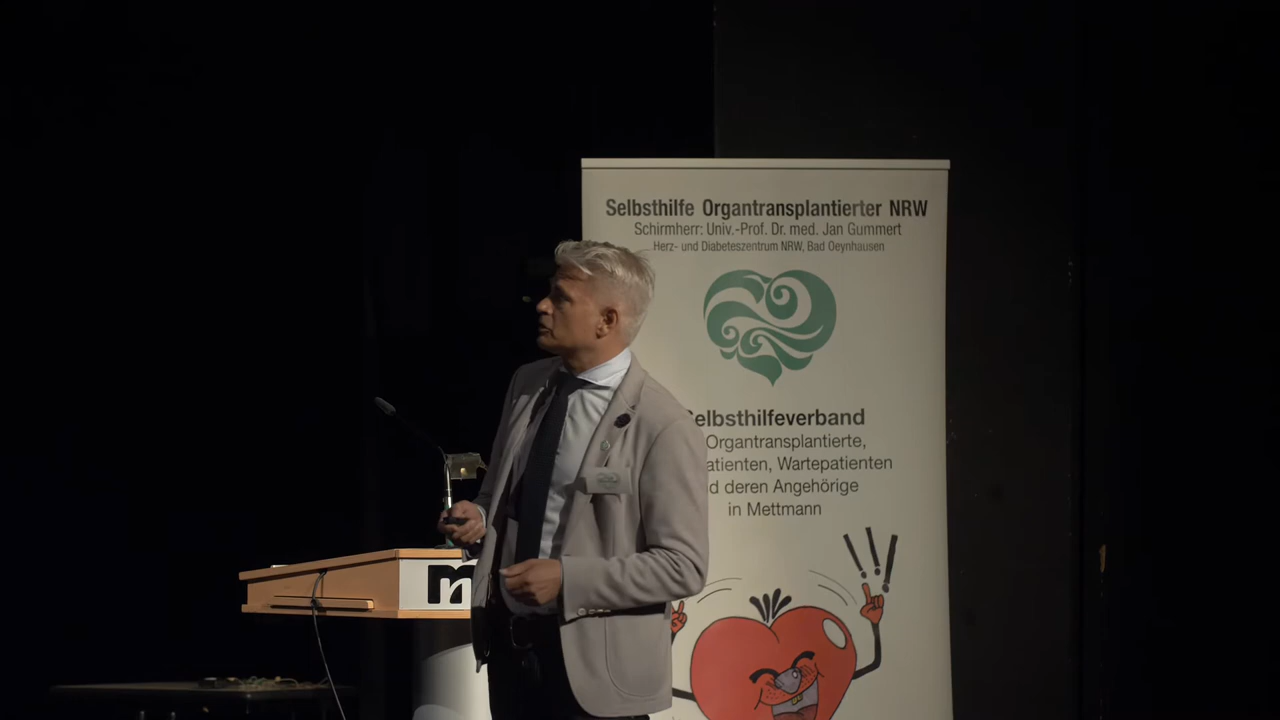 Selbsthilfe Organtransplantierter NRW
Schirmherr: Univ.-Prof. Dr. med. Jan Gummert
Herz- und Diabeteszentrum NRW, Bad Oeynhausen
elbsthilfeverband
Organtransplantierte,
atienten, Wartepatienten
d deren Angehörige
in Mettmann
m